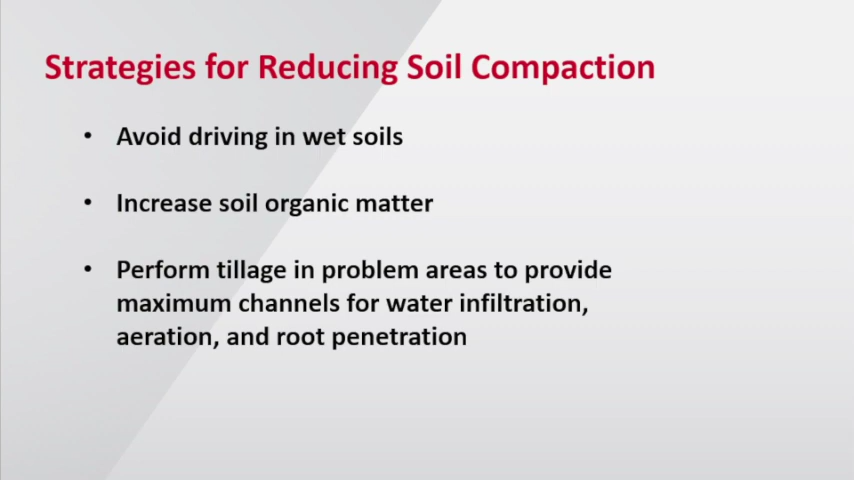 Strategies for Reducing Soil Compaction
• Avoid driving in wet soils
• Increase soil organic matter
• Perform tillage in problem areas to provide
maximum channels for water infiltration,
aeration, and root penetration